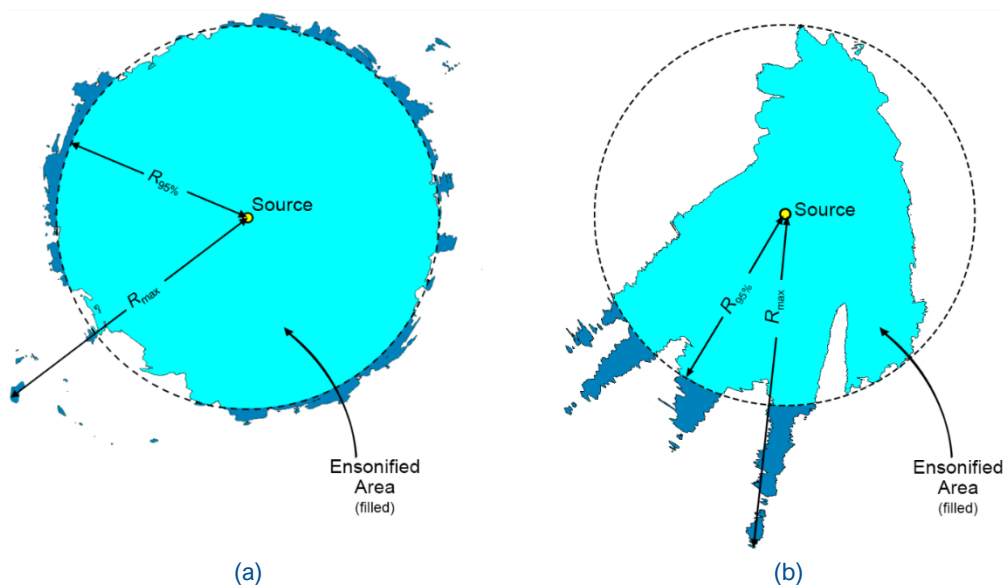 R95%
Source
Rmax
Ensonified
Area
(filled)
(a)
Source
R95%
Rmax
Ensonified
Area
(filled)
(b)